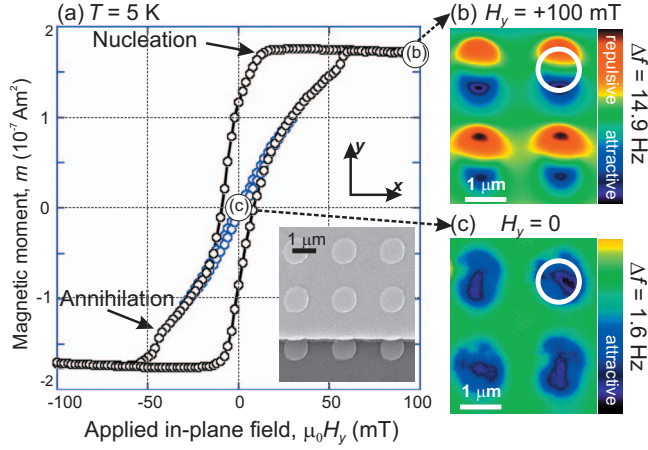 (a) T = 5 K
Nucleation
Annihilation
(b)
(c)
y
x
1 µm
Magnetic moment, m (10⁻⁷ Am²)
2
1
0
-1
-2
-100
-50
0
50
100
Applied in-plane field, µ₀Hy (mT)
(b) Hy = +100 mT
1 µm
repulsive
attractive
Δf = 14.9 Hz
(c) Hy = 0
1 µm
attractive
Δf = 1.6 Hz